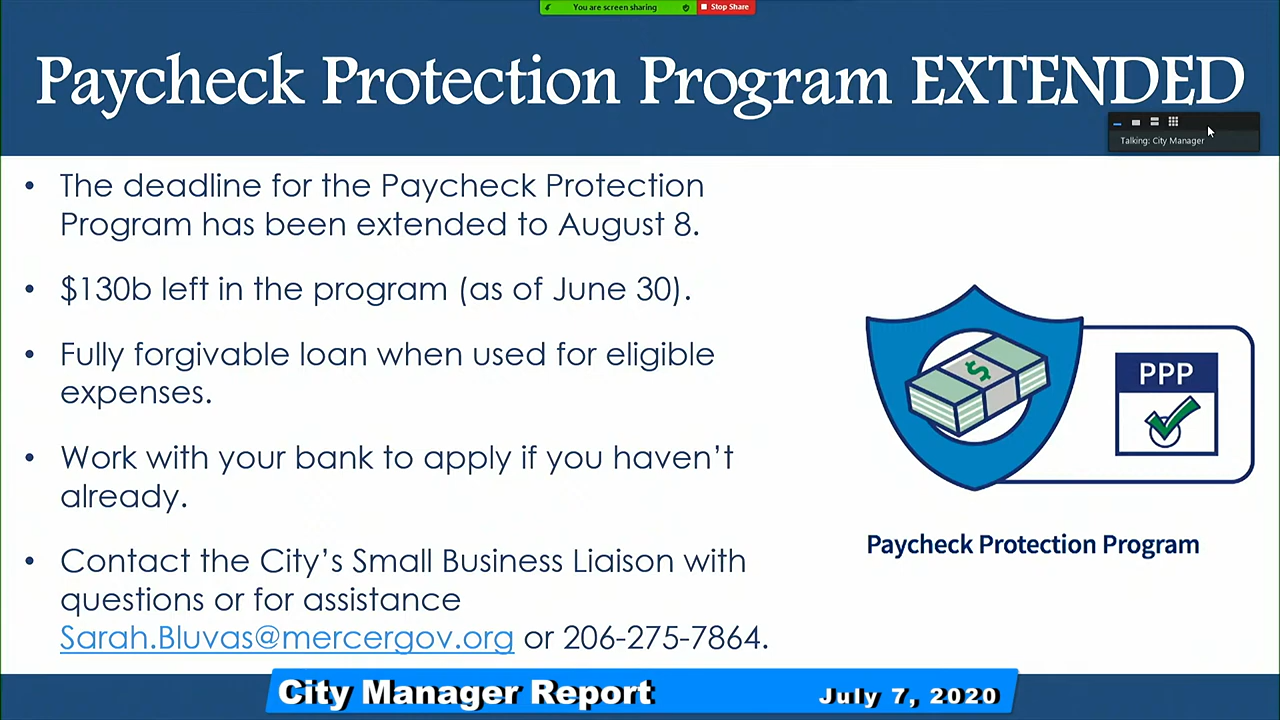 You are screen sharing
Stop Share
Paycheck Protection Program EXTENDED
Talking: City Manager
• The deadline for the Paycheck Protection
Program has been extended to August 8.
• $130b left in the program (as of June 30).
• Fully forgivable loan when used for eligible
expenses.
• Work with your bank to apply if you haven't
already.
• Contact the City's Small Business Liaison with
questions or for assistance
Sarah.Bluvas@mercergov.org or 206-275-7864.
$
PPP
Paycheck Protection Program
City Manager Report
July 7, 2020